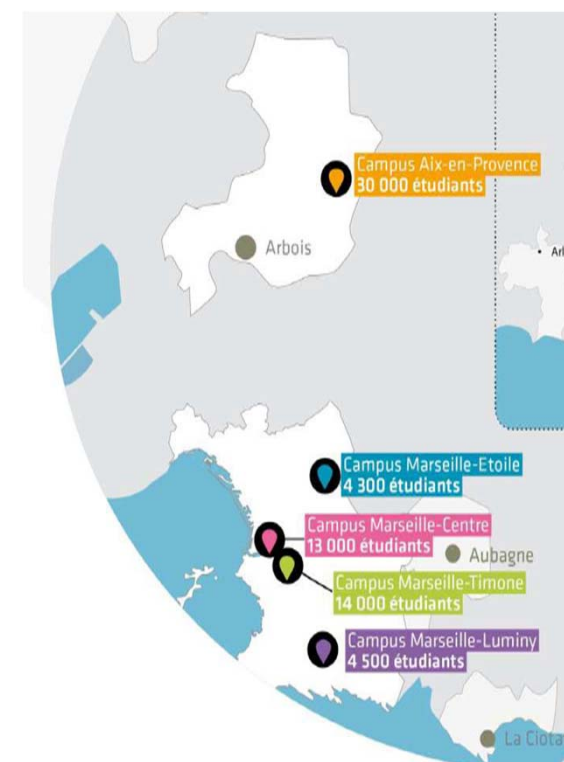 Campus Aix-en-Provence
30 000 étudiants
Arbois
Campus Marseille-Etoile
4 300 étudiants
Campus Marseille-Centre
13 000 étudiants
Aubagne
Campus Marseille-Timone
14 000 étudiants
Campus Marseille-Luminy
4 500 étudiants
La Ciota